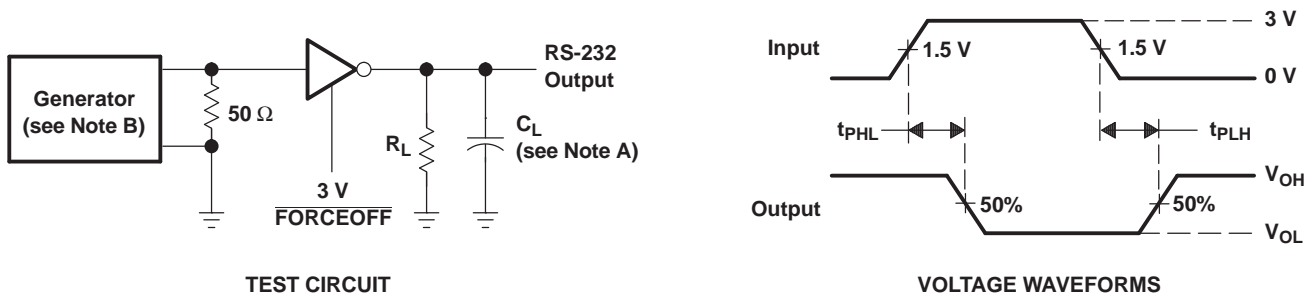 Generator
(see Note B)
50 Ω
3 V
FORCEOFF
R_L
C_L
(see Note A)
RS-232
Output
TEST CIRCUIT
Input
1.5 V
1.5 V
3 V
0 V
t_PHL
t_PLH
Output
50%
50%
V_OH
V_OL
VOLTAGE WAVEFORMS